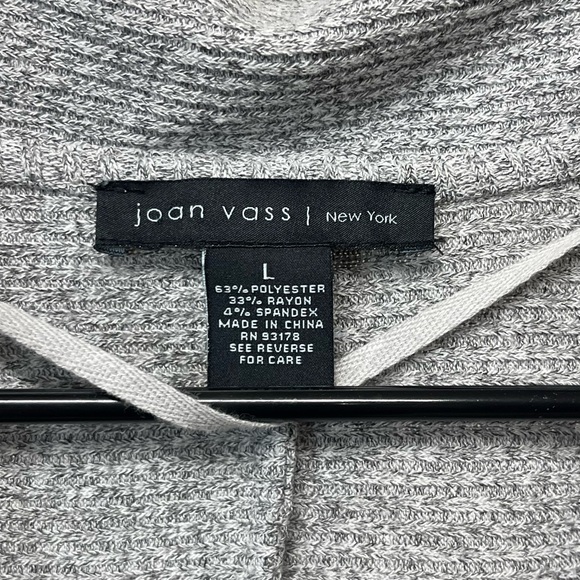 joan vass | New York
L
63% POLYESTER
33% RAYON
4% SPANDEX
MADE IN CHINA
RN 93178
SEE REVERSE
FOR CARE